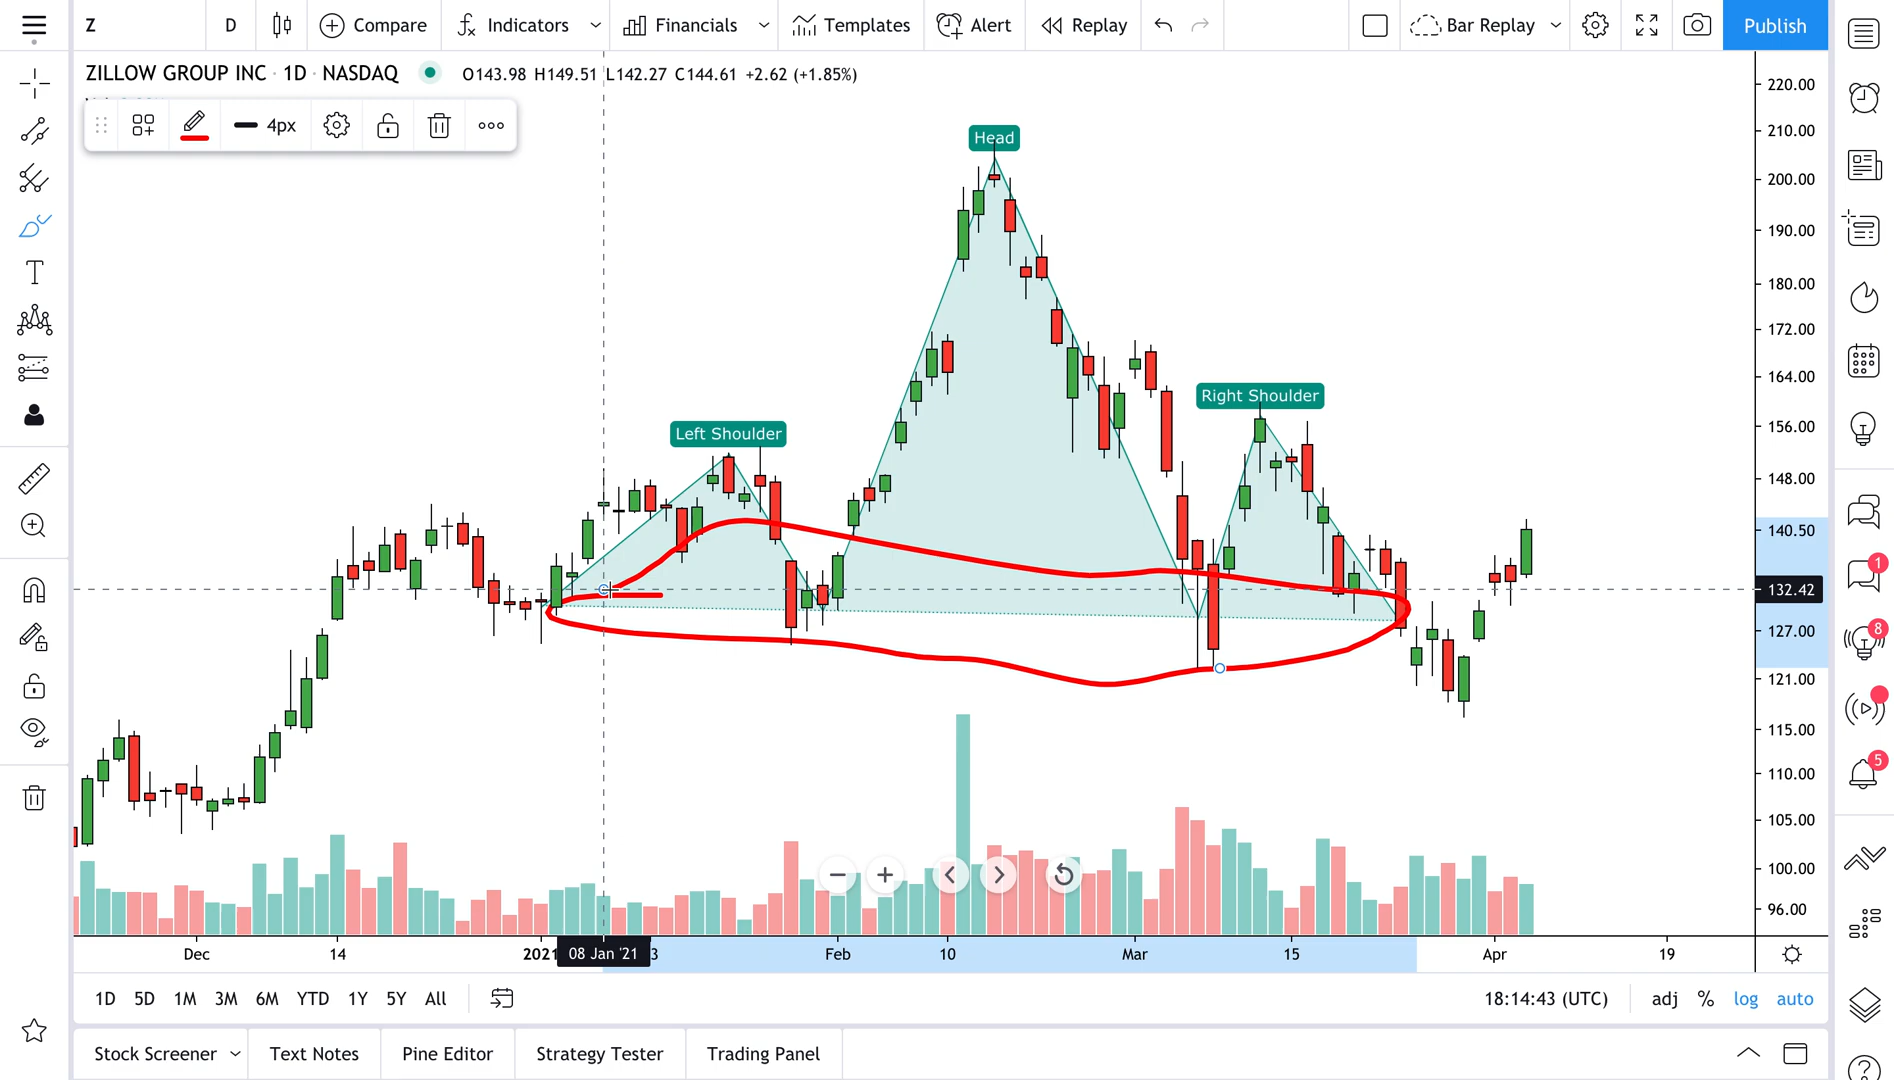 Z
D
Compare
Indicators
Financials
Templates
Alert
Replay
Bar Replay
Publish
ZILLOW GROUP INC · 1D · NASDAQ
O143.98 H149.51 L142.27 C144.61 +2.62 (+1.85%)
4px
Head
Left Shoulder
Right Shoulder
220.00
210.00
200.00
190.00
180.00
172.00
164.00
156.00
148.00
140.50
132.42
127.00
121.00
115.00
110.00
105.00
100.00
96.00
1
8
5
Dec
14
2021
08 Jan '21
3
Feb
10
Mar
15
Apr
19
1D 5D 1M 3M 6M YTD 1Y 5Y All
18:14:43 (UTC)
adj % log auto
Stock Screener
Text Notes
Pine Editor
Strategy Tester
Trading Panel